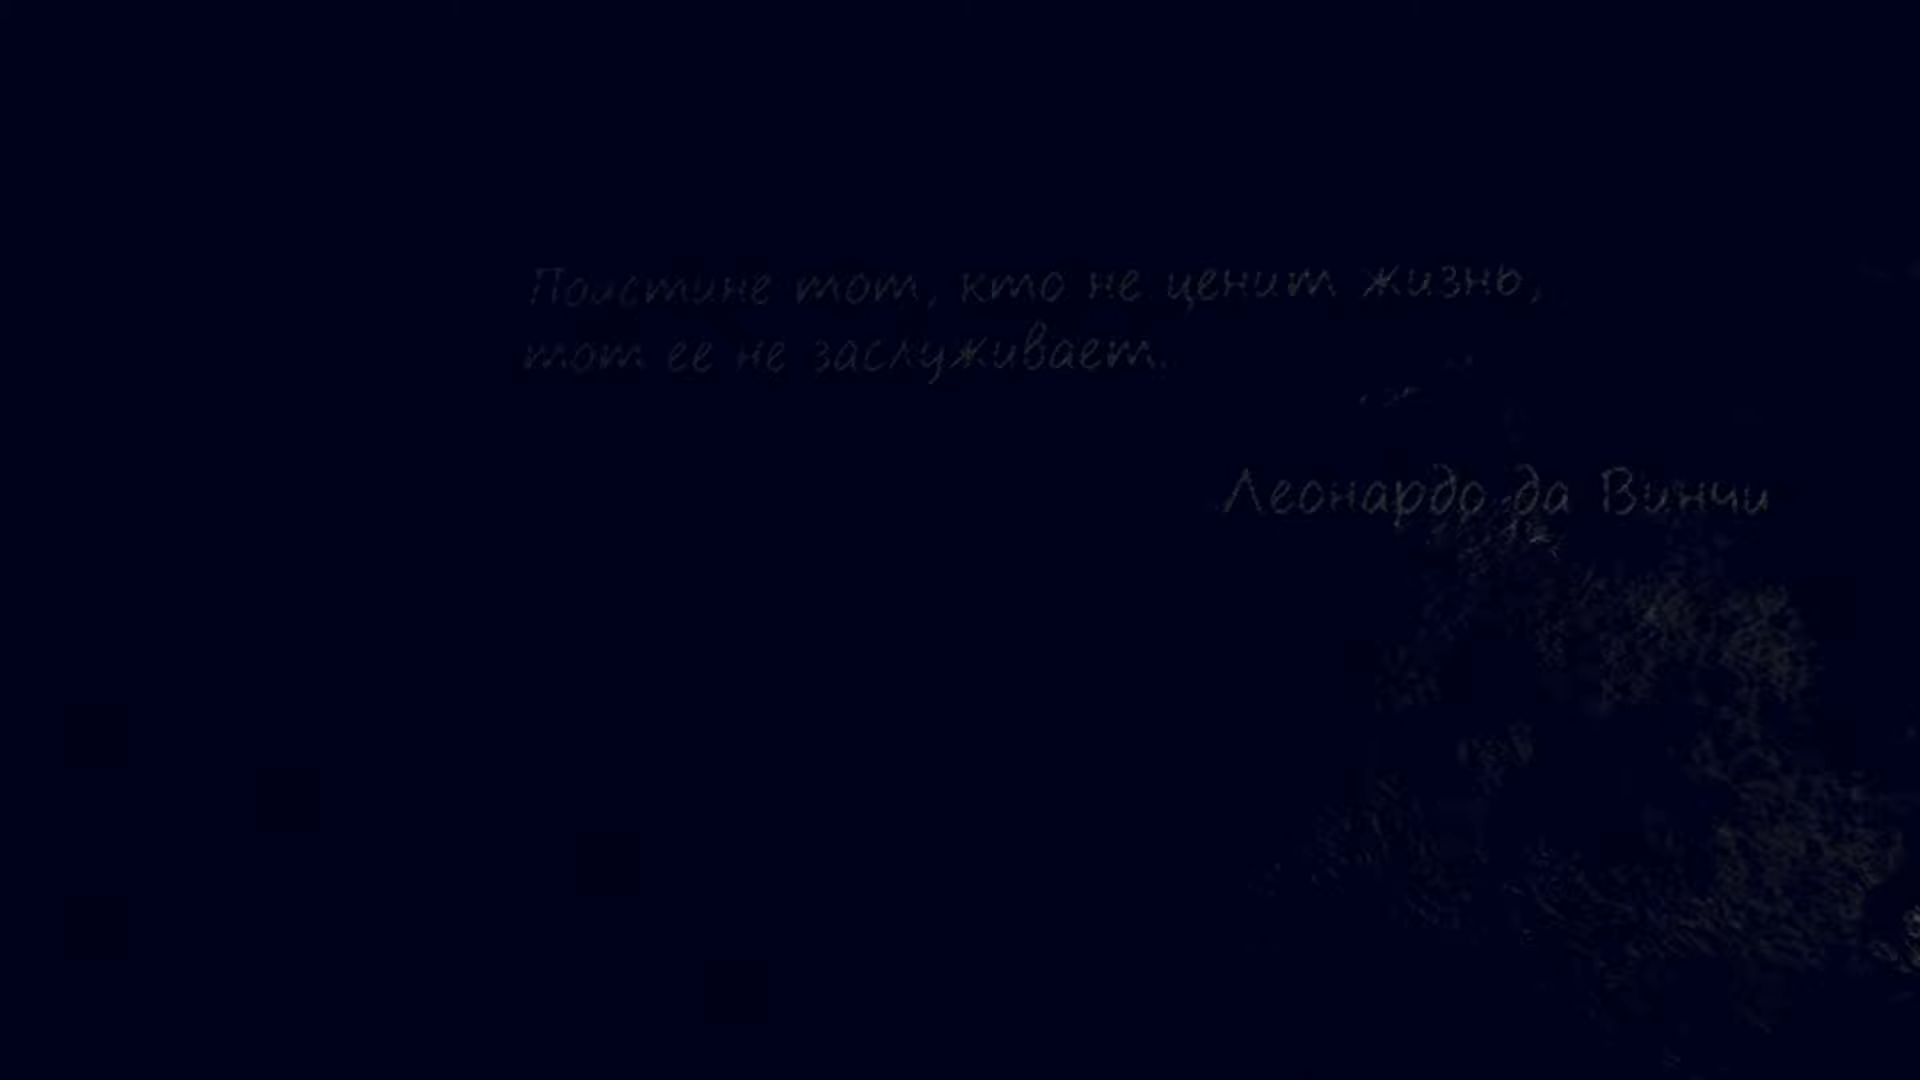 Поистине тот, кто не ценит жизнь,
тот ее не заслуживает.
Леонардо да Винчи